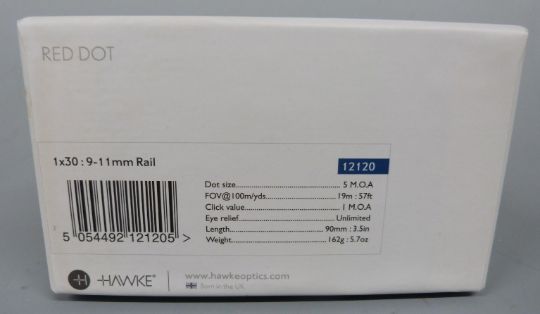 RED DOT
1x30 : 9-11mm Rail
12120
Dot size 5 M.O.A
FOV@100m/yds 19m : 57ft
Click value 1 M.O.A
Eye relief Unlimited
Length 90mm : 3.5in
Weight 162g : 5.7oz
5 054492 121205 >
HAWKE®
www.hawkeoptics.com
Born in the UK